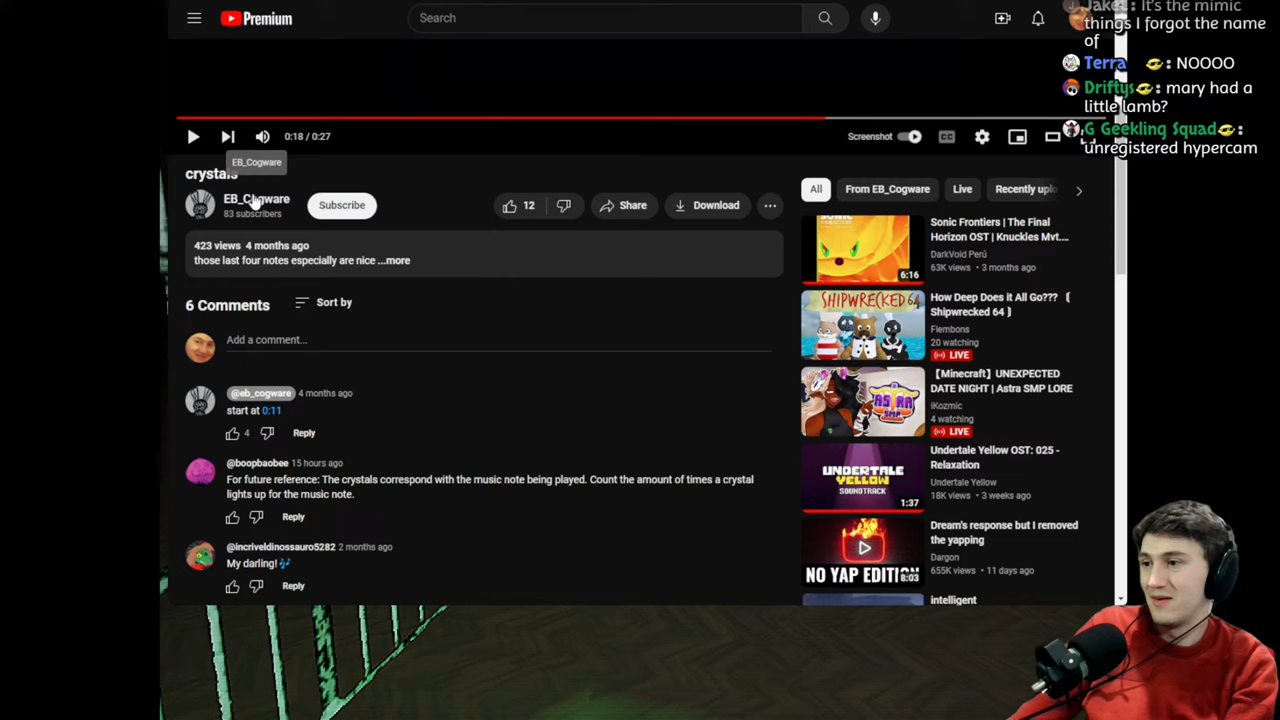 Premium
Search
0:18 / 0:27
Screenshot
EB_Cogware
crystals
EB_Cogware
83 subscribers
Subscribe
12
Share
Download
423 views 4 months ago
those last four notes especially are nice ...more
6 Comments
Sort by
Add a comment...
@eb_cogware 4 months ago
start at 0:11
4
Reply
@boopbaobee 15 hours ago
For future reference: The crystals correspond with the music note being played. Count the amount of times a crystal
lights up for the music note.
Reply
@incriveldinossauro5282 2 months ago
My darling!🎶
Reply
All
From EB_Cogware
Live
Recently uplo
6:16
Sonic Frontiers | The Final
Horizon OST | Knuckles Mvt....
DarkVoid Perú
63K views • 3 months ago
SHIPWRECKED 64
How Deep Does it All Go??? 〔
Shipwrecked 64 〕
Flembons
20 watching
LIVE
ASTRA
SMP
【Minecraft】UNEXPECTED
DATE NIGHT | Astra SMP LORE
iKozmic
4 watching
LIVE
UNDERTALE
YELLOW
SOUNDTRACK
1:37
Undertale Yellow OST: 025 -
Relaxation
Undertale Yellow
18K views • 3 weeks ago
NO YAP EDITION
8:03
Dream's response but I removed
the yapping
Dargon
655K views • 11 days ago
intelligent
It's the mimic
things I forgot the name
of
Terra : NOOOO
Driftys : mary had a
little lamb?
G Geekling Squad :
unregistered hypercam